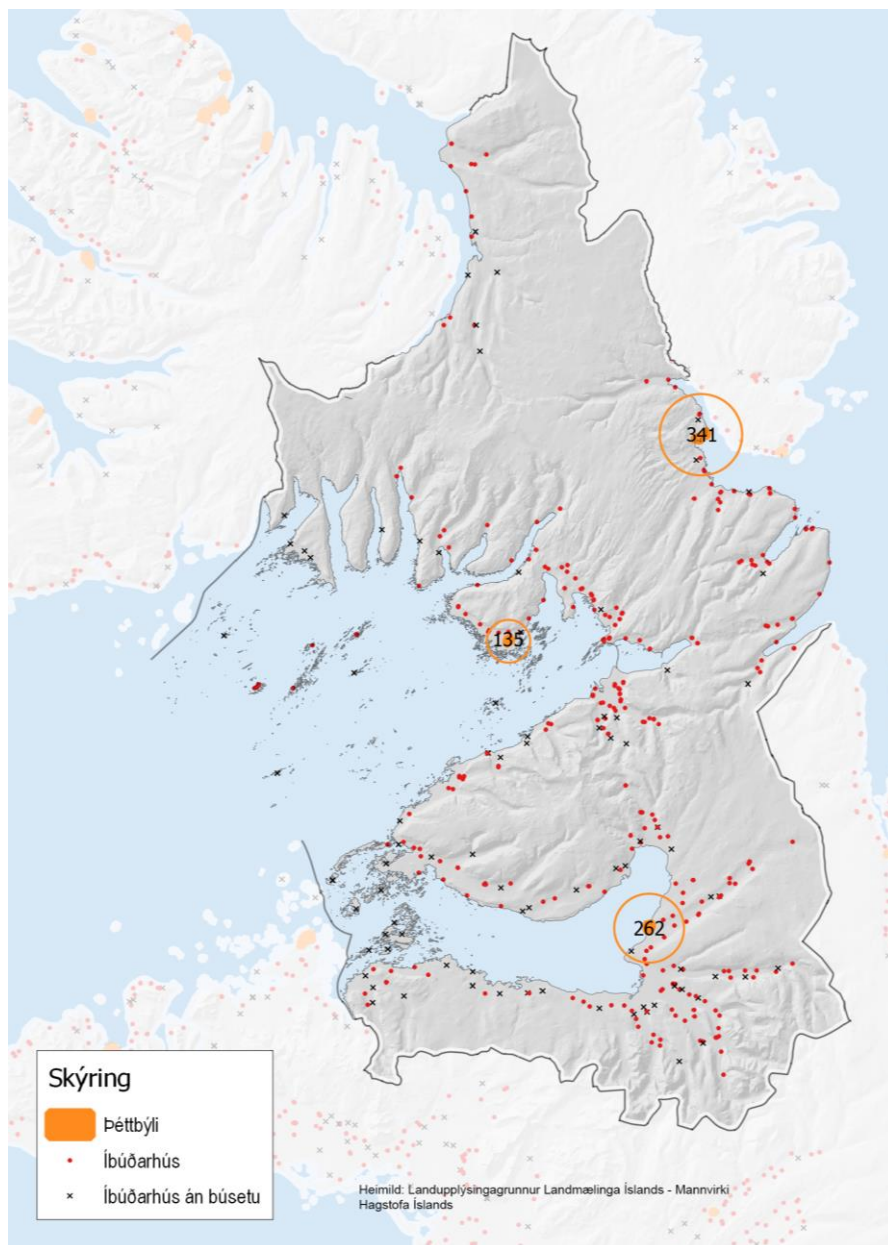 341
135
262
Skýring
Þéttbýli
Íbúðarhús
Íbúðarhús án búsetu
Heimild: Landupplýsingagrunnur Landmælinga Íslands - Mannvirki
Hagstofa Íslands